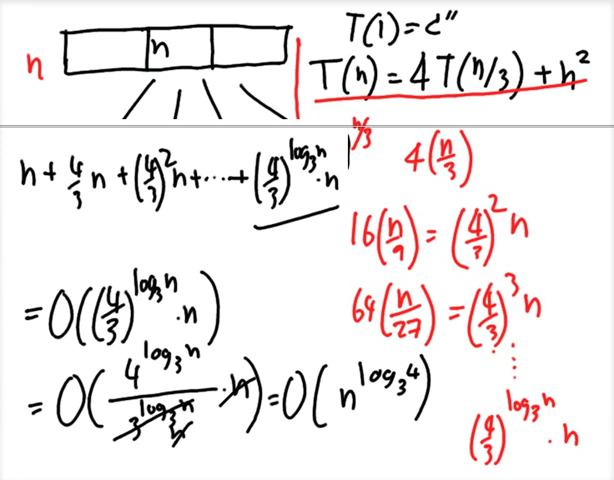 T(1) = c"
n
n
T(n) = 4T(n/3) + n²
n/3
4(n/3)
n + 4/3 n + (4/3)² n + ... + (4/3)^(log₃n) · n
16(n/9) = (4/3)² n
= O((4/3)^(log₃n) · n)
64(n/27) = (4/3)³ n
= O(4^(log₃n) / 3^(log₃n) · n) = O(n^(log₃4))
(4/3)^(log₃n) · n